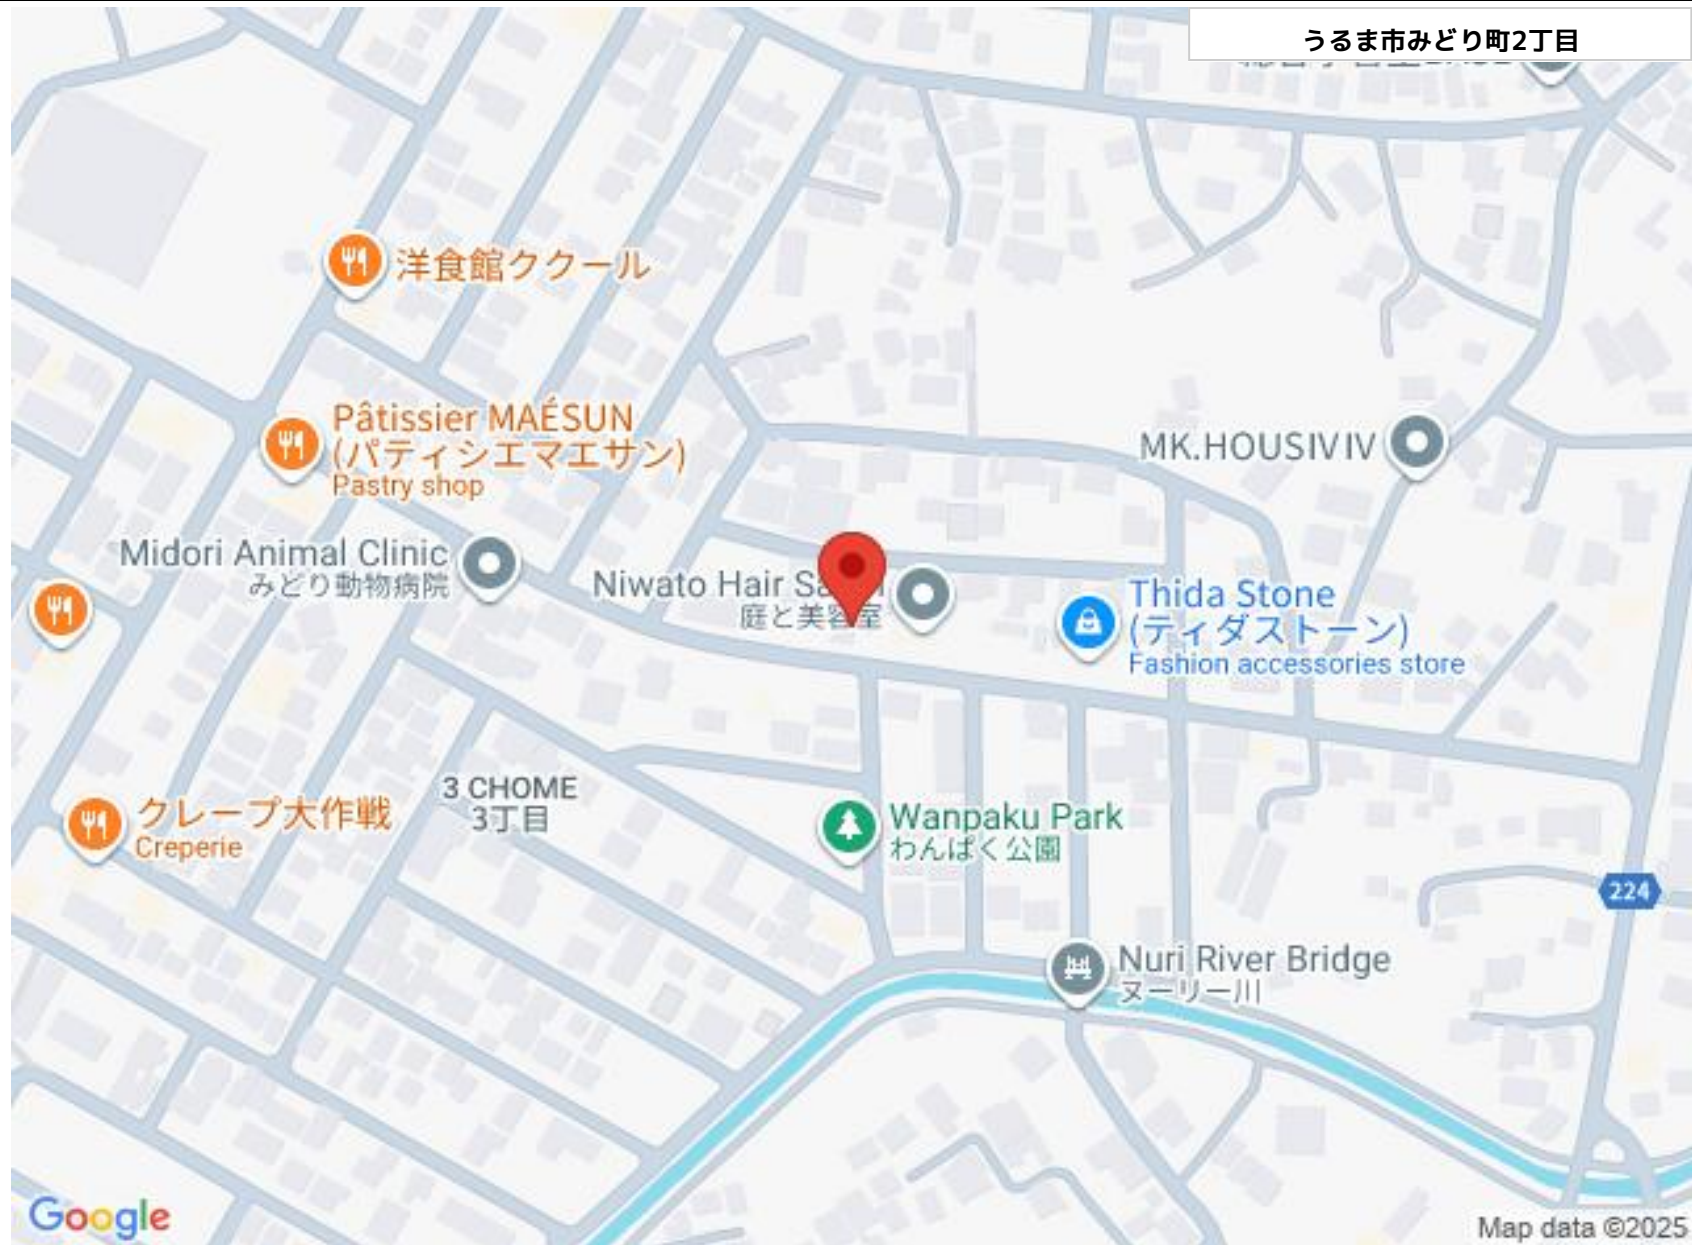 うるま市みどり町2丁目
洋食館ククール
Pâtissier MAÉSUN
(パティシエマエサン)
Pastry shop
MK.HOUSIVIV
Midori Animal Clinic
みどり動物病院
Niwato Hair
庭と美容室
Thida Stone
(ティダストーン)
Fashion accessories store
3 CHOME
3丁目
クレープ大作戦
Creperie
Wanpaku Park
わんぱく公園
224
Nuri River Bridge
ヌーリー川
Google
Map data ©2025